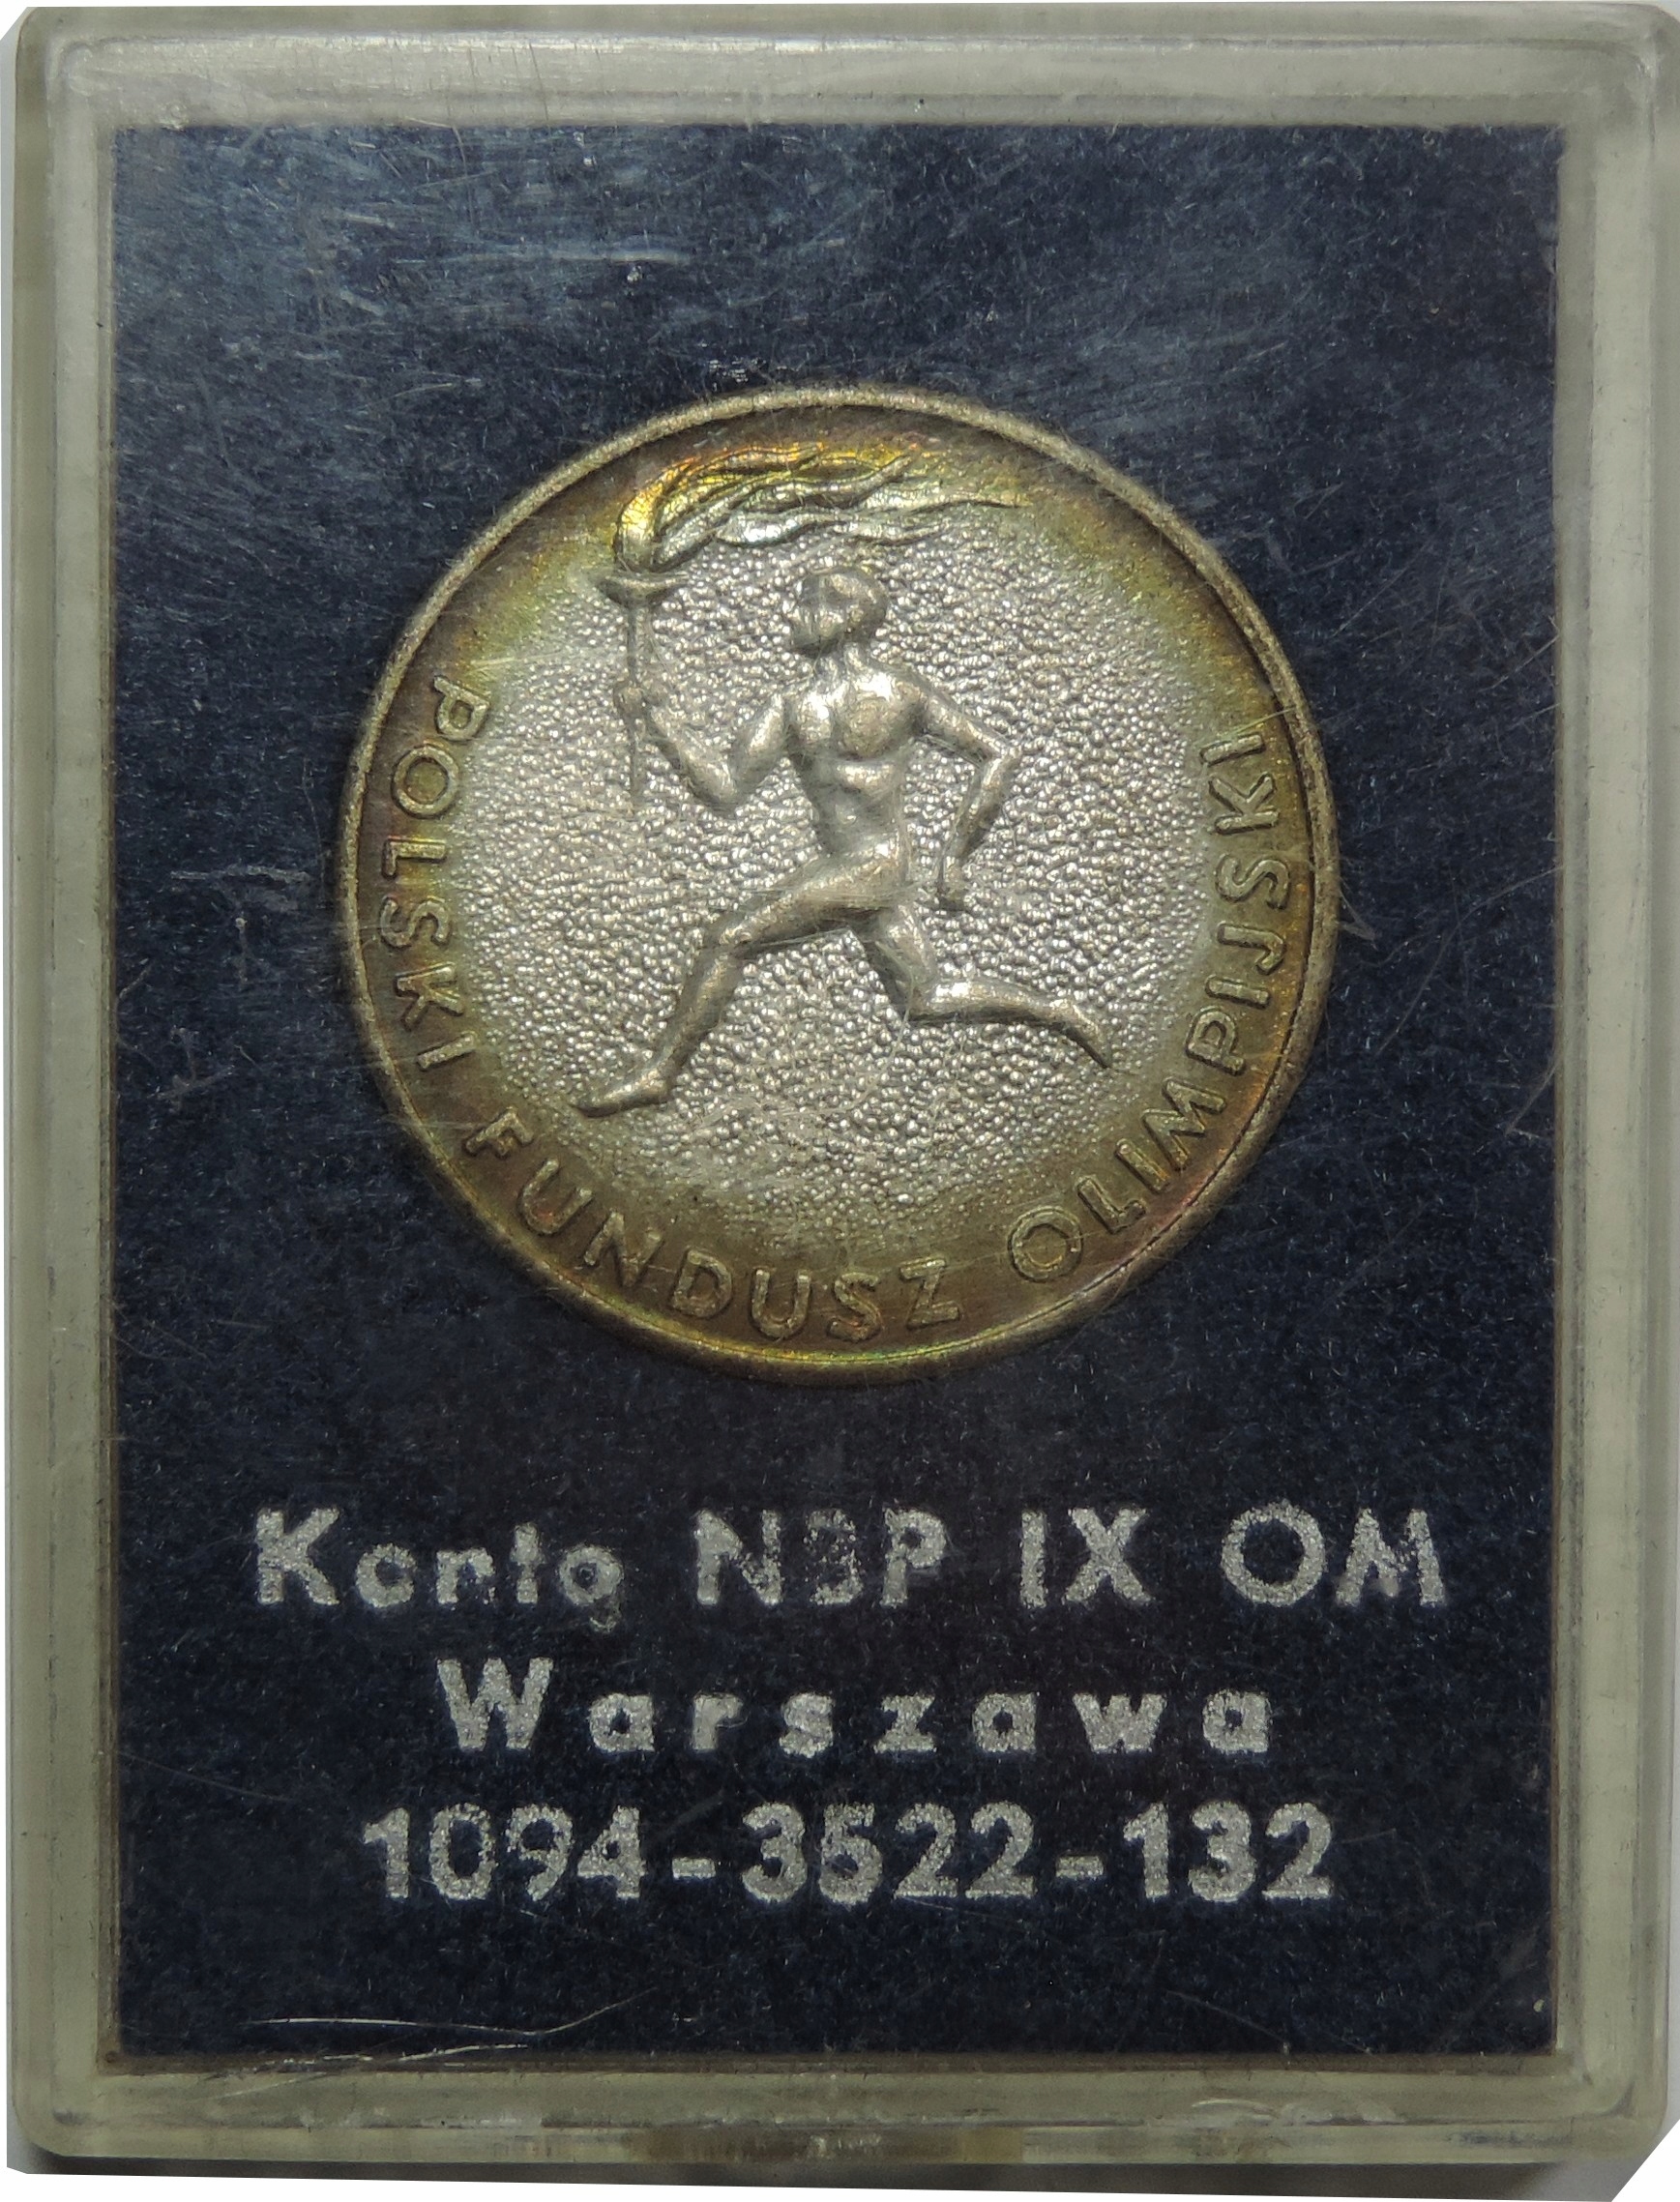 POLSKI FUNDUSZ OLIMPIJSKI
Konto NBP IX OM
Warszawa
1094-3522-132